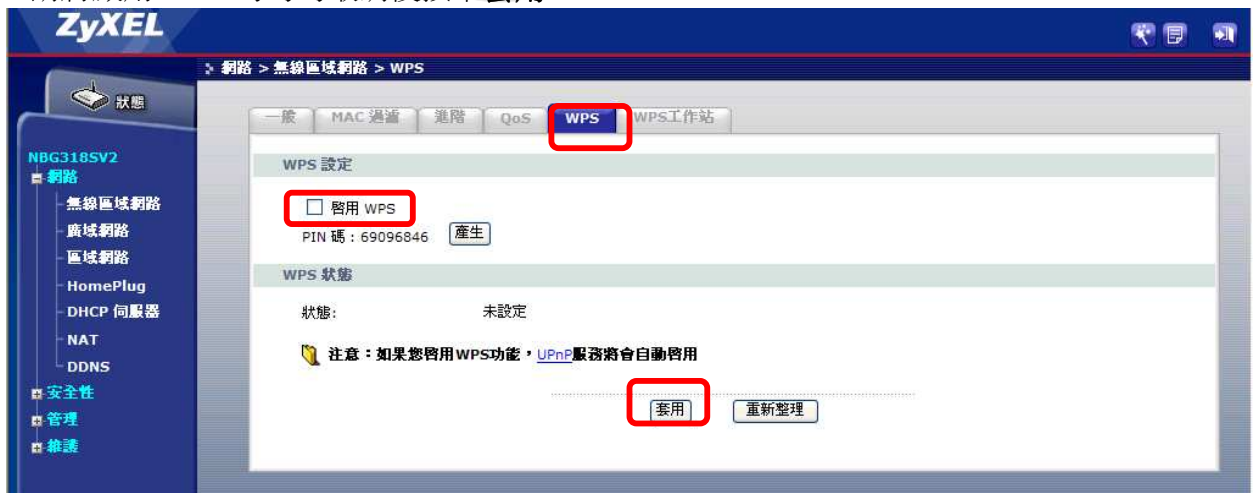 ZyXEL
網路 > 無線區域網路 > WPS
狀態
一般 MAC 過濾 進階 QoS WPS WPS工作站
NBG318SV2
網路
無線區域網路
廣域網路
區域網路
HomePlug
DHCP 伺服器
NAT
DDNS
安全性
管理
維護
WPS 設定
啟用 WPS
PIN 碼：69096846 產生
WPS 狀態
狀態: 未設定
注意：如果您啟用WPS功能，UPnP服務將會自動啟用
套用 重新整理